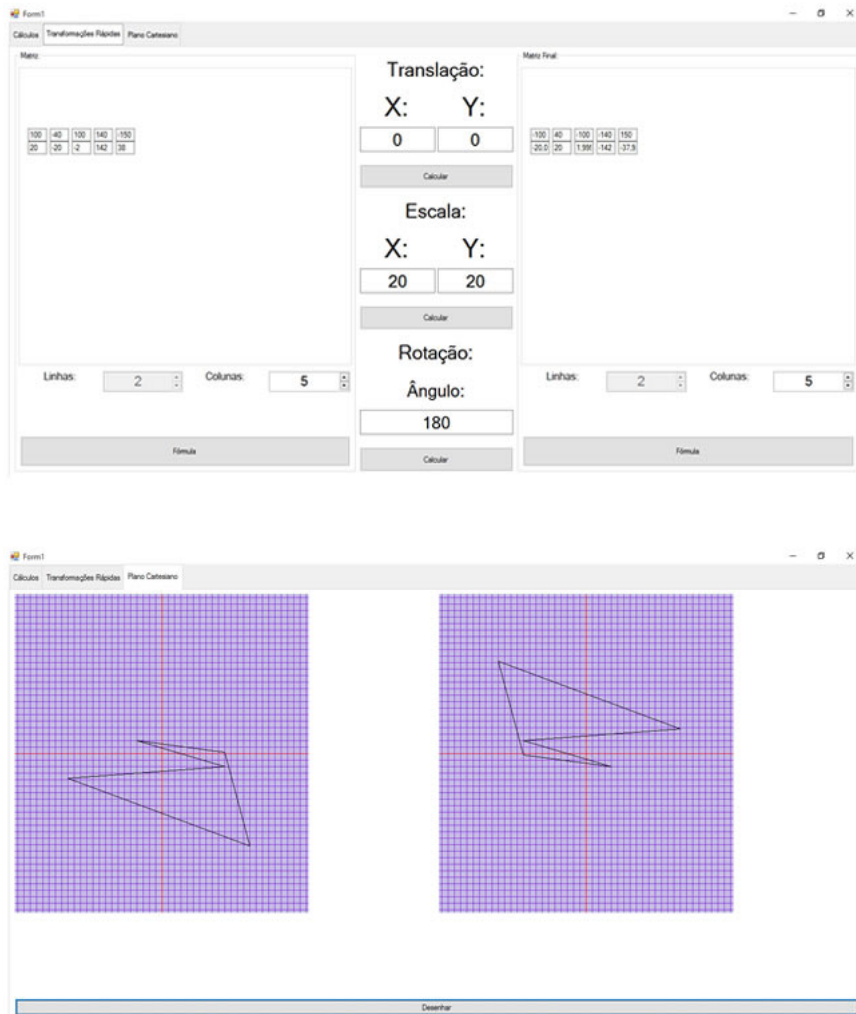 Form1
Cálculos Transformações Rápidas Plano Cartesiano
Matriz
100 -40 100 140 -150
20 -20 -2 142 38
Linhas: 2 Colunas: 5
Fórmula
Translação:
X: Y:
0 0
Calcular
Escala:
X: Y:
20 20
Calcular
Rotação:
Ângulo:
180
Calcular
Matriz Final
-100 40 -100 -140 150
-20,0 20 1,999 -142 -37,9
Linhas: 2 Colunas: 5
Fórmula
Form1
Cálculos Transformações Rápidas Plano Cartesiano
Desenhar